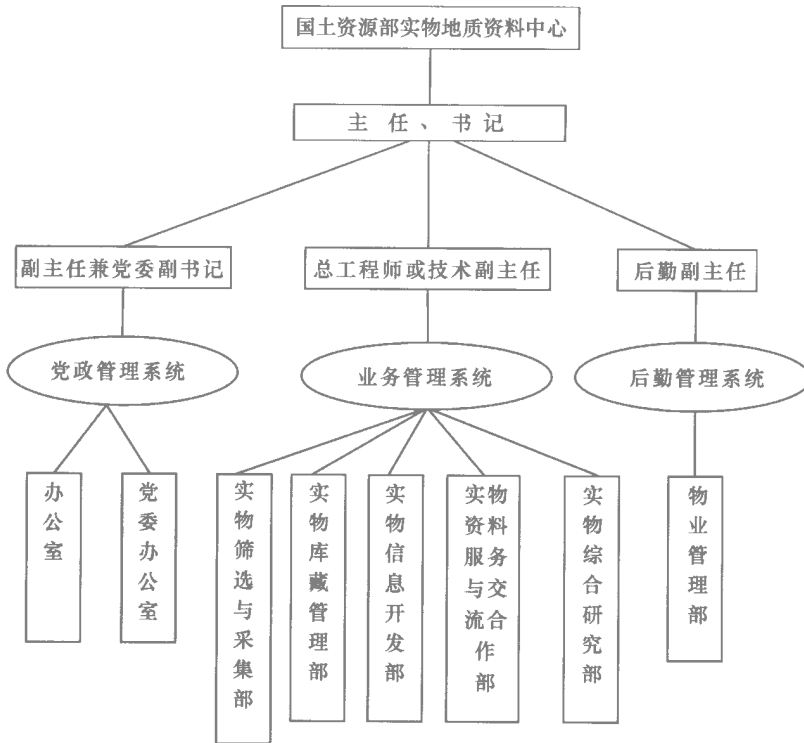 国土资源部实物地质资料中心
主任、书记
副主任兼党委副书记
总工程师或技术副主任
后勤副主任
党政管理系统
业务管理系统
后勤管理系统
办公室
党委办公室
实物筛选与采集部
实物库藏管理部
实物信息开发部
实物资料服务与交流合作部
实物综合研究部
物业管理部